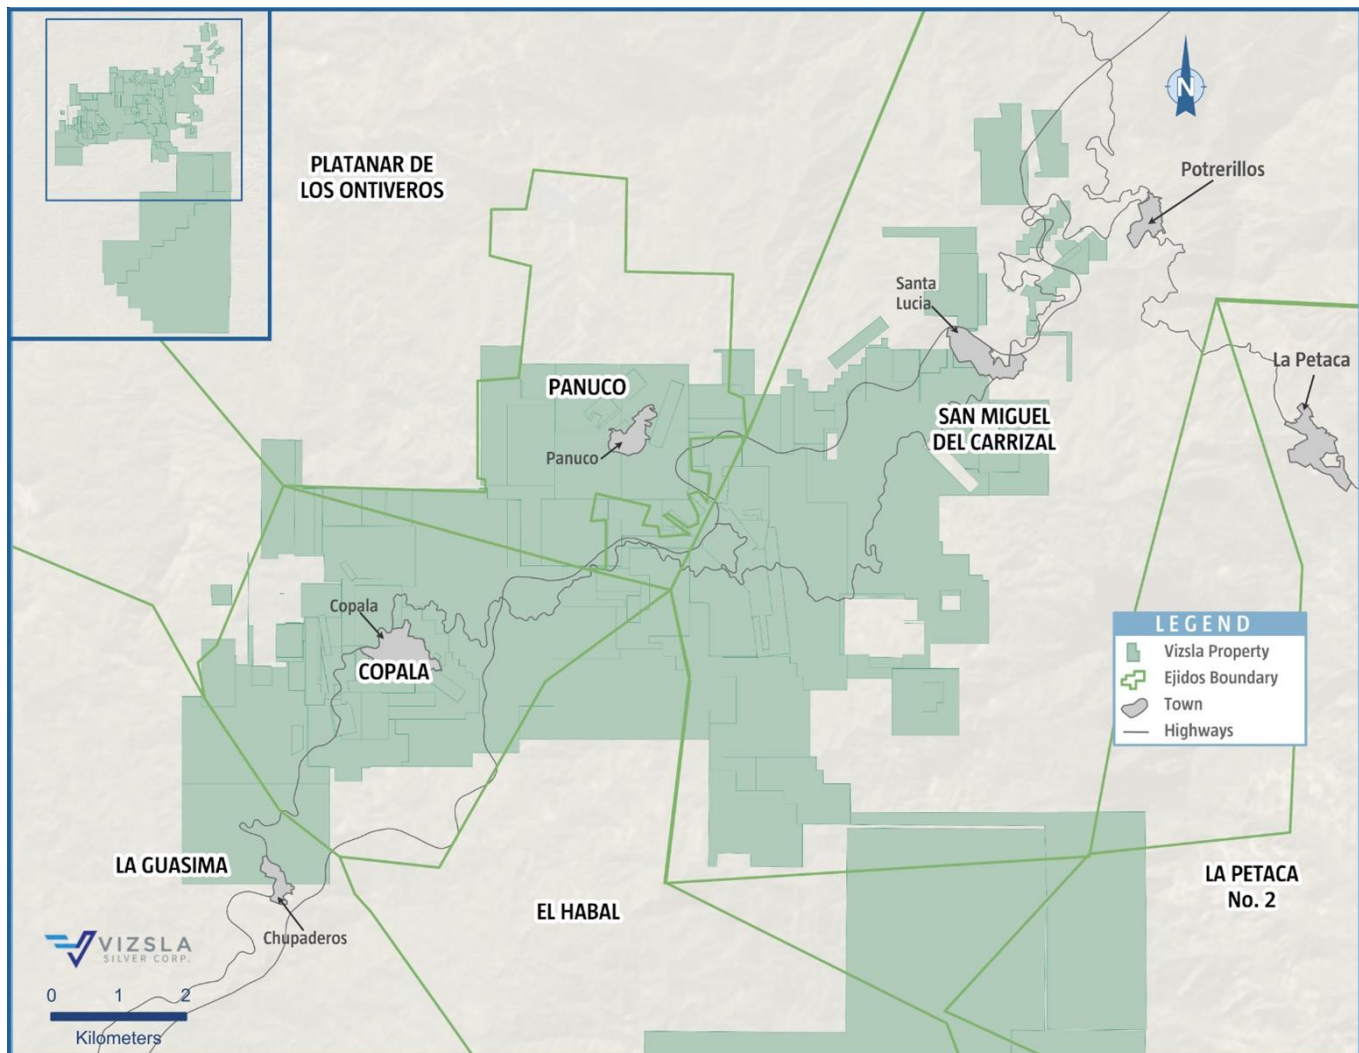 N
PLATANAR DE
LOS ONTIVEROS
Potrerillos
Santa
Lucia
La Petaca
PANUCO
SAN MIGUEL
DEL CARRIZAL
Panuco
Copala
COPALA
LEGEND
Vizsla Property
Ejidos Boundary
Town
Highways
LA GUASIMA
EL HABAL
LA PETACA
No. 2
Chupaderos
VIZSLA
SILVER CORP.
0 1 2
Kilometers